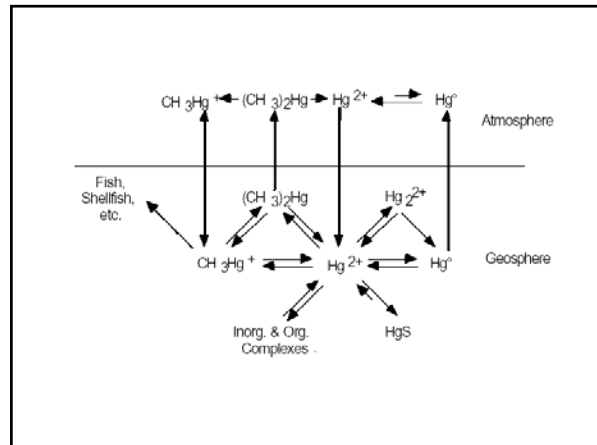 CH 3Hg + (CH 3)2Hg Hg 2+ Hg°
Atmosphere
Fish,
Shellfish,
etc.
(CH 3)2Hg Hg 2 2+
CH 3Hg + Hg 2+ Hg° Geosphere
Inorg. & Org.
Complexes .
HgS